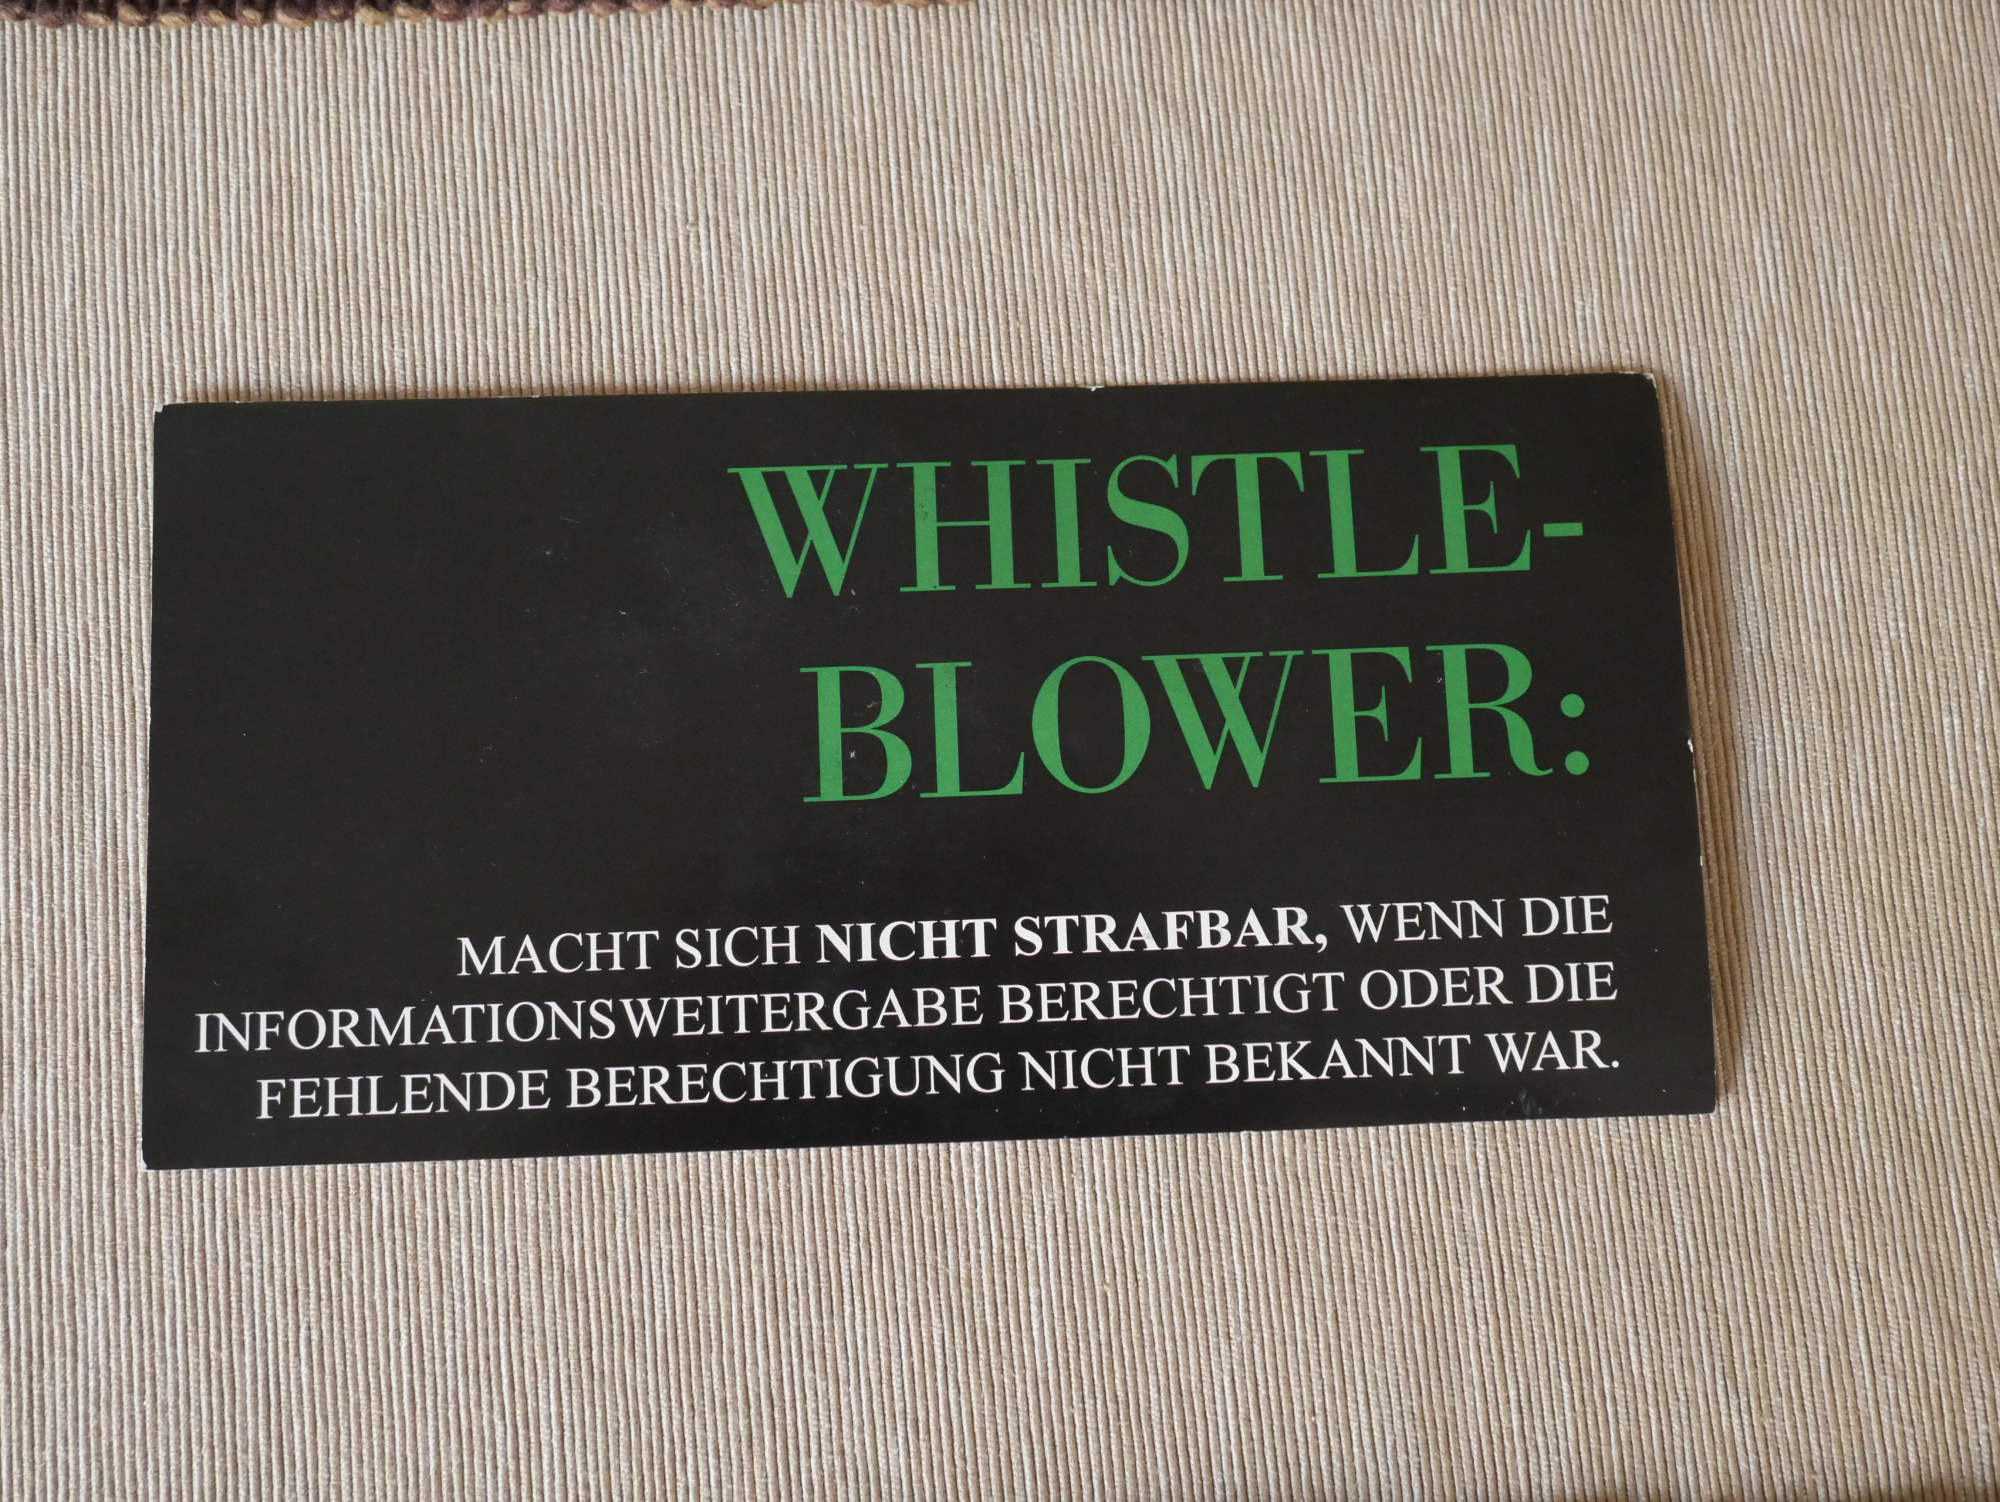 WHISTLE-
BLOWER:
MACHT SICH NICHT STRAFBAR, WENN DIE
INFORMATIONSWEITERGABE BERECHTIGT ODER DIE
FEHLENDE BERECHTIGUNG NICHT BEKANNT WAR.